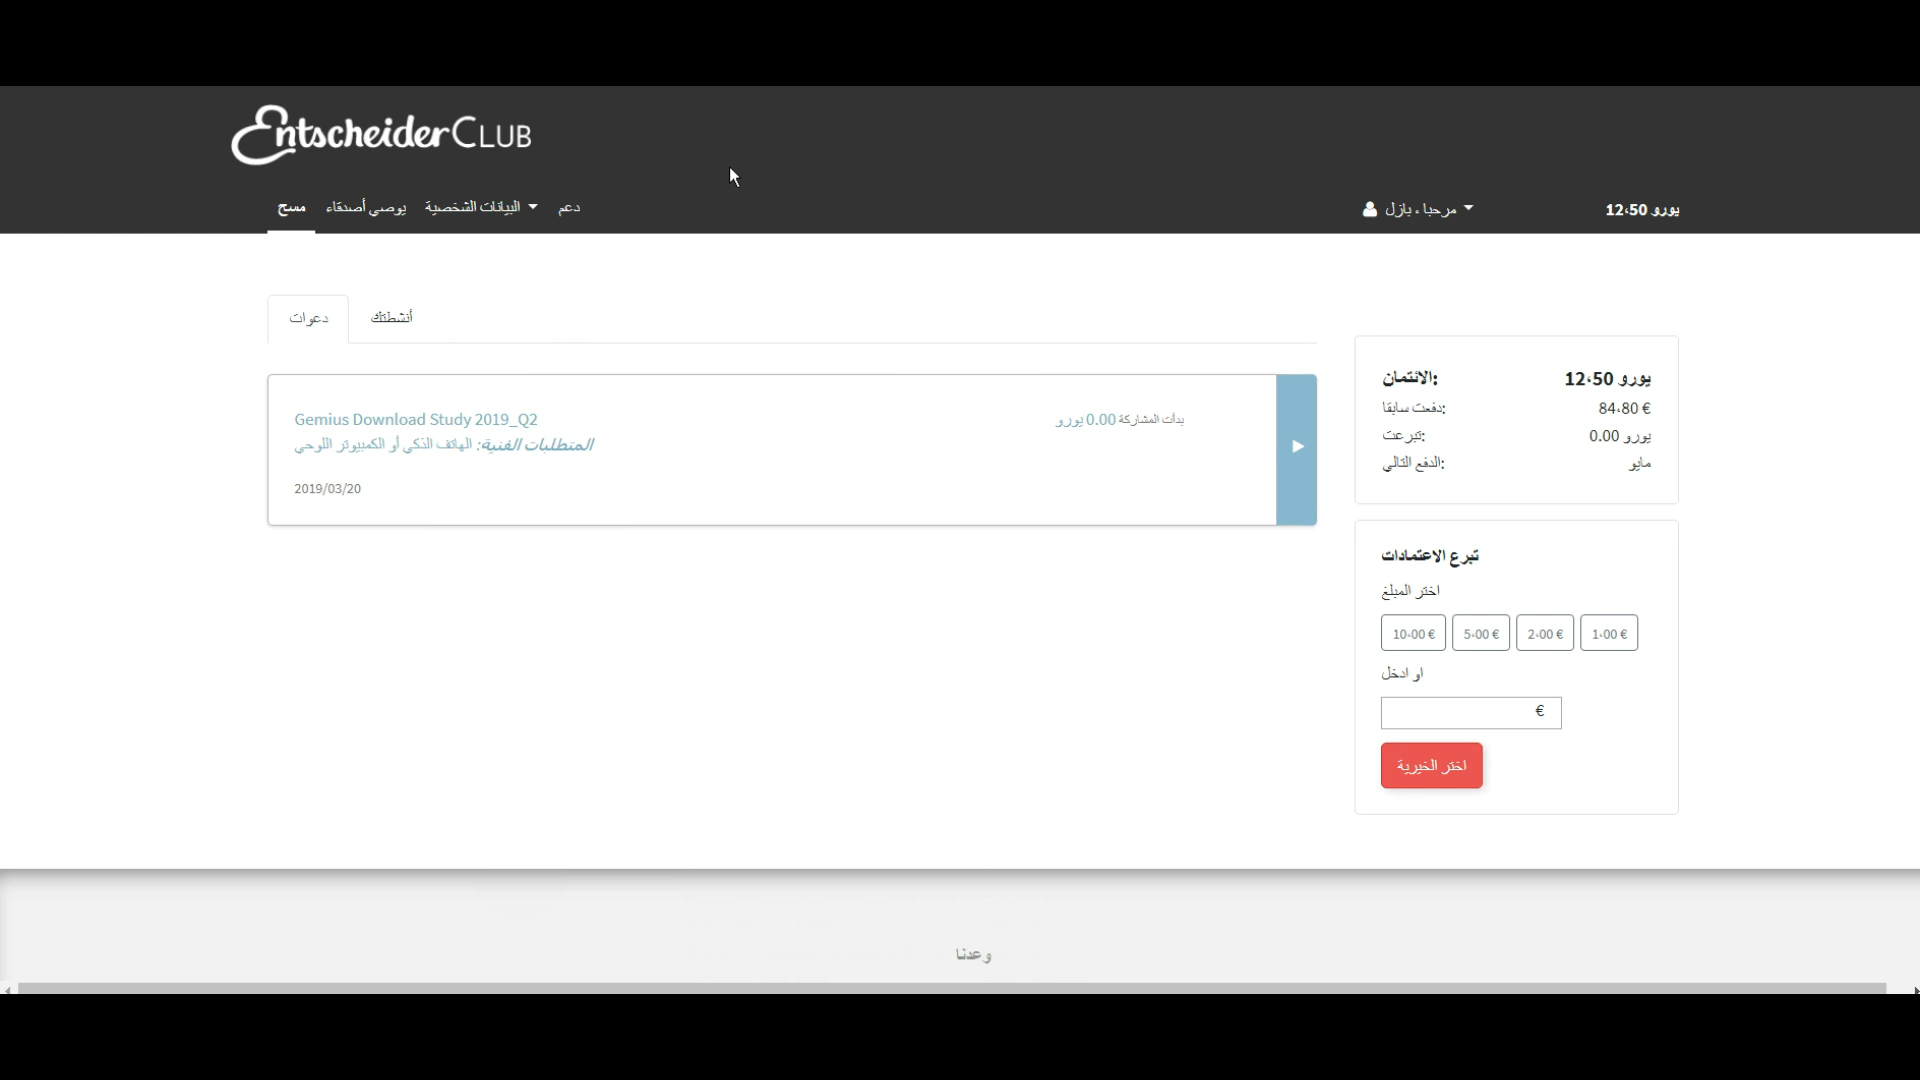 EntscheiderCLUB
مسح
يوصي أصدقاء
البيانات الشخصية
دعم
مرحبا ، بازل
يورو 12،50
دعوات
أنشطتك
Gemius Download Study 2019_Q2
بدأت المشاركة 0.00 يورو
المتطلبات الفنية: الهاتف الذكي أو الكمبيوتر اللوحي
2019/03/20
الائتمان:
يورو 12،50
دفعت سابقا:
84،80 €
تبرعت:
يورو 0.00
الدفع التالي:
مايو
تبرع الاعتمادات
اختر المبلغ
10،00 €
5،00 €
2،00 €
1،00 €
او ادخل
€
اختر الخيرية
وعدنا